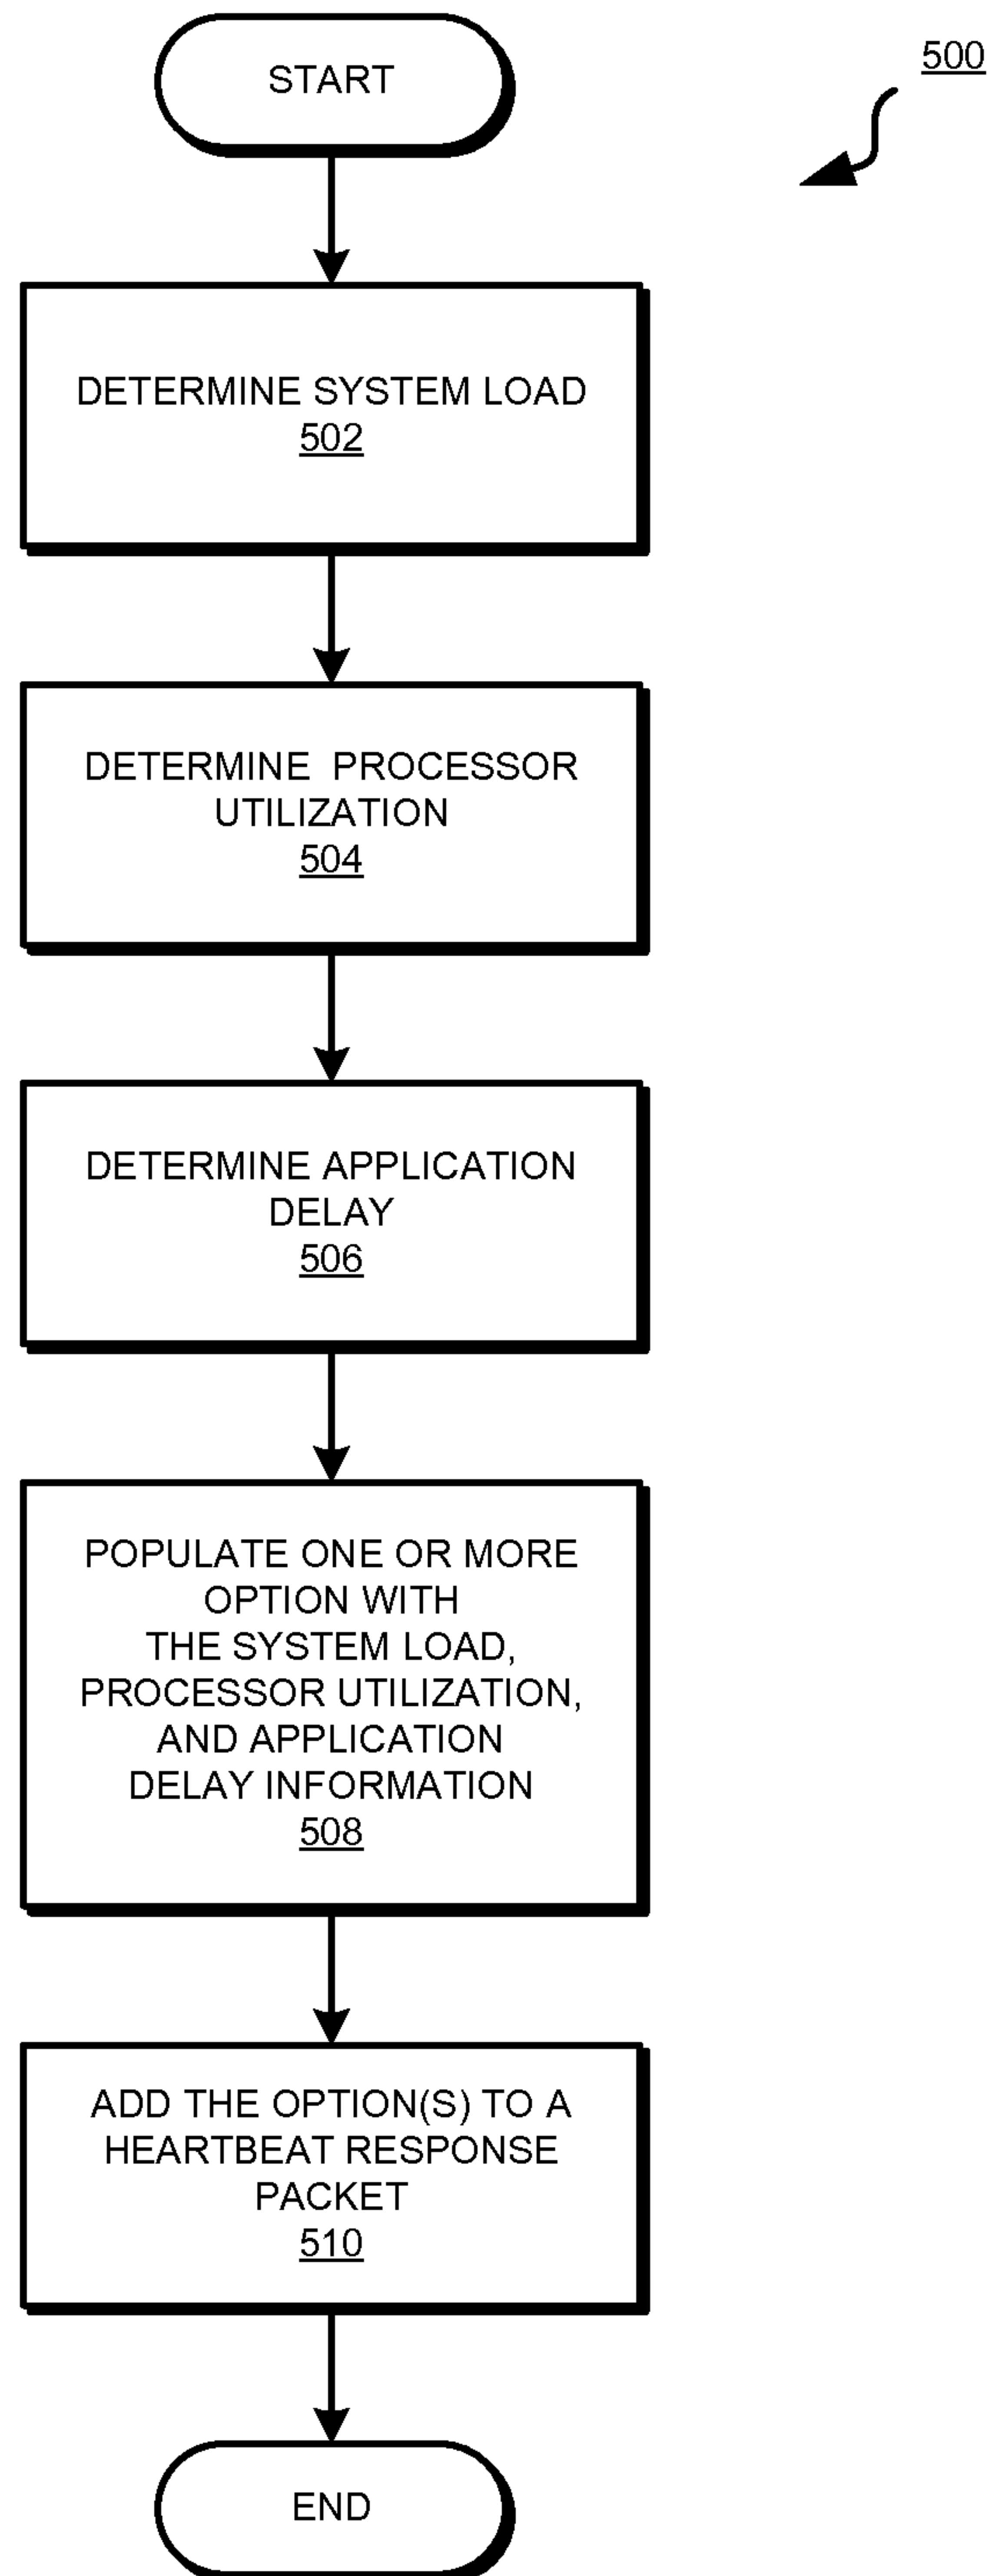 START
500
DETERMINE SYSTEM LOAD
502
DETERMINE PROCESSOR
UTILIZATION
504
DETERMINE APPLICATION
DELAY
506
POPULATE ONE OR MORE
OPTION WITH
THE SYSTEM LOAD,
PROCESSOR UTILIZATION,
AND APPLICATION
DELAY INFORMATION
508
ADD THE OPTION(S) TO A
HEARTBEAT RESPONSE
PACKET
510
END